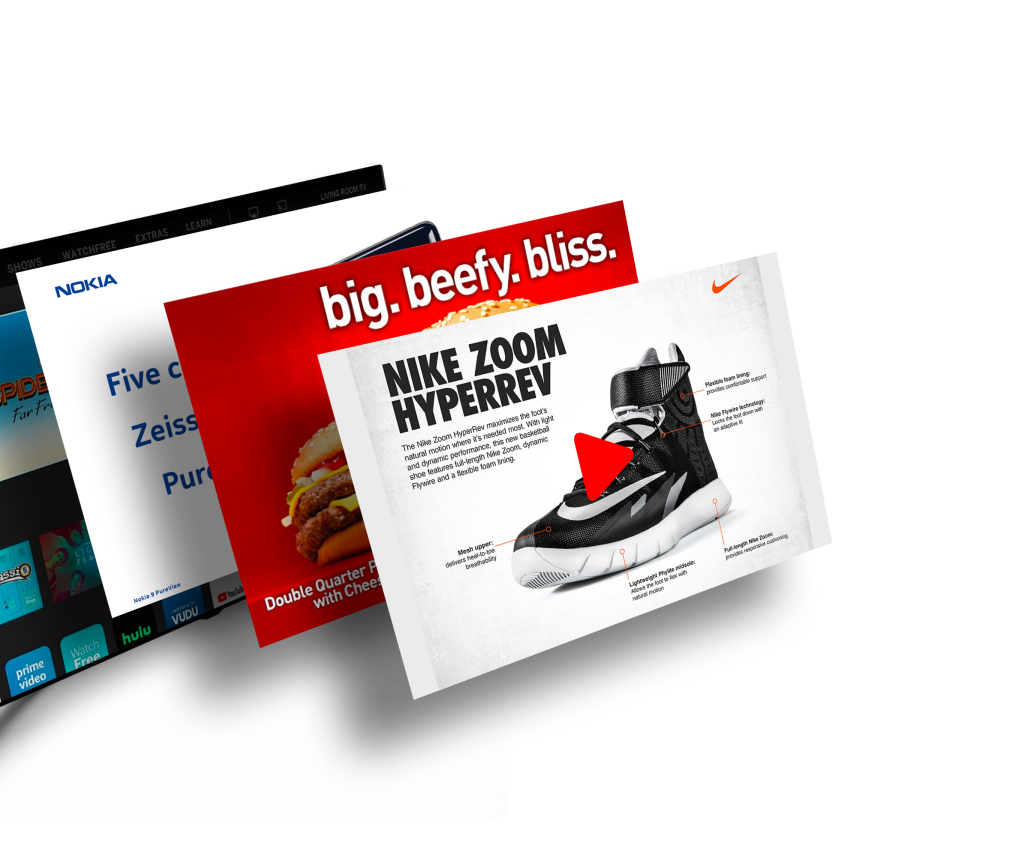 SHOWS WATCHFREE EXTRAS LEARN
LIVING ROOM TV
prime
video
Watch
Free
hulu
VUDU
NOKIA
Five
Zeiss
Nokia 9 PureView
big. beefy. bliss.
Double Quarter
with
NIKE ZOOM
HYPERREV
The Nike Zoom HyperRev maximizes the foot's
natural motion where it's needed most. With light
and dynamic performance, this new basketball
shoe features full-length Nike Zoom, dynamic
Flywire and a flexible foam lining.
Flexible foam lining:
provides comfortable support
Nike Flywire technology:
Locks the foot down with
an adaptive fit
Mesh upper:
delivers heel-to-toe
breathability
Lightweight Phylite midsole:
Allows the foot to flex with
natural motion
Full-length Nike Zoom:
provides responsive cushioning